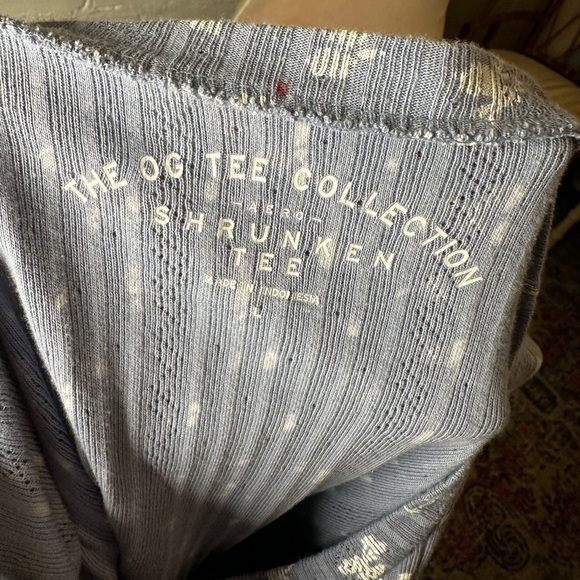 THE OG TEE COLLECTION
-AERO-
SHRUNKEN
TEE
MADE IN INDONESIA
L